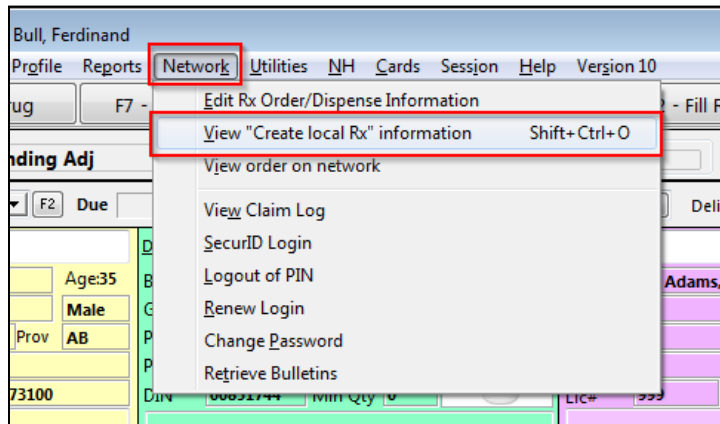 Bull, Ferdinand
Profile Reports Network Utilities NH Cards Session Help Version 10
ug F7 - - Fill R
Edit Rx Order/Dispense Information
View "Create local Rx" information Shift+Ctrl+O
nding Adj
View order on network
F2 Due Deli
View Claim Log
SecurID Login
D
Age:35 B Logout of PIN Adams,
Male G Renew Login
Prov AB P Change Password
P Retrieve Bulletins
73100 DIN 00851744 Min Qty 0 Lic# 999